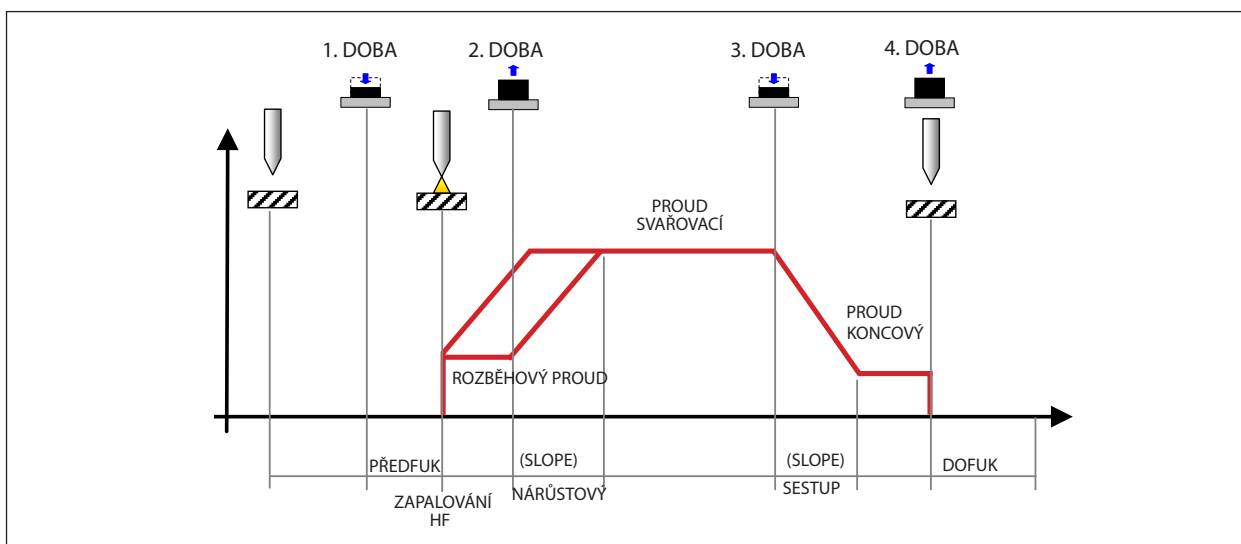 1. DOBA
2. DOBA
3. DOBA
4. DOBA
PROUD
SVAŘOVACÍ
PROUD
KONCOVÝ
ROZBĚHOVÝ PROUD
PŘEDFUK
(SLOPE)
(SLOPE)
DOFUK
ZAPALOVÁNÍ
HF
NÁRŮSTOVÝ
SESTUP